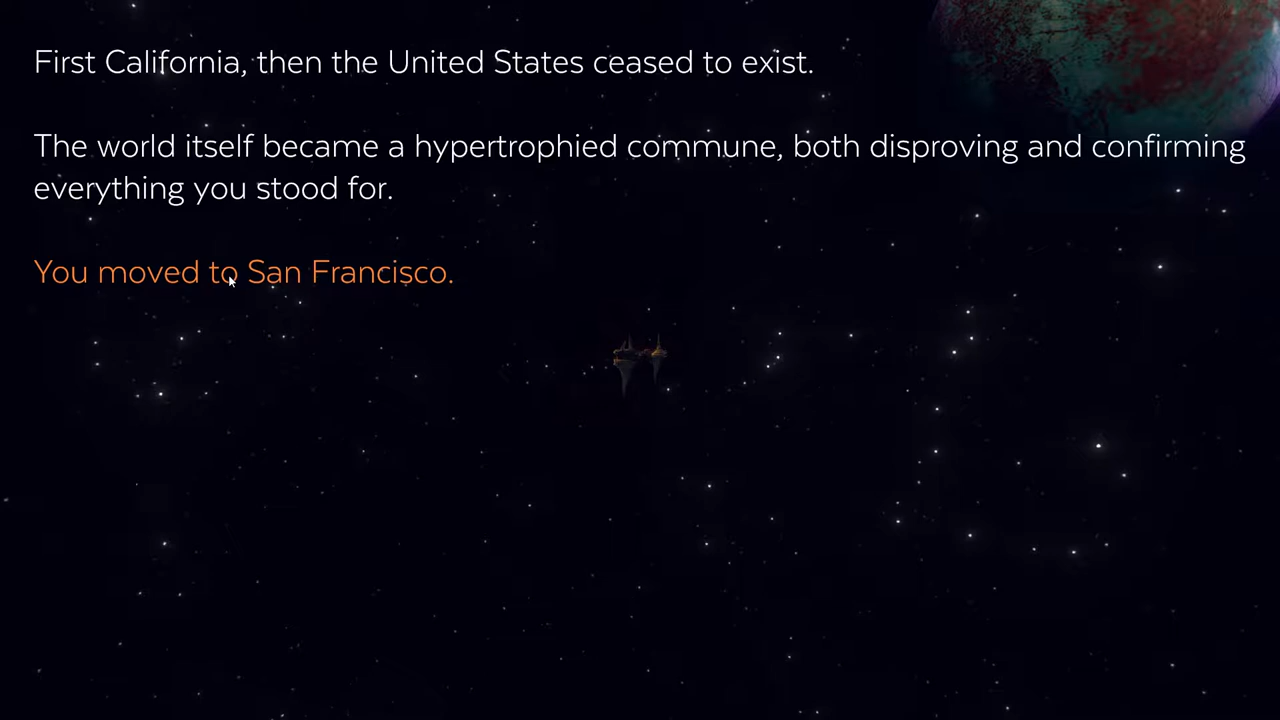 First California, then the United States ceased to exist.
The world itself became a hypertrophied commune, both disproving and confirming
everything you stood for.
You moved to San Francisco.